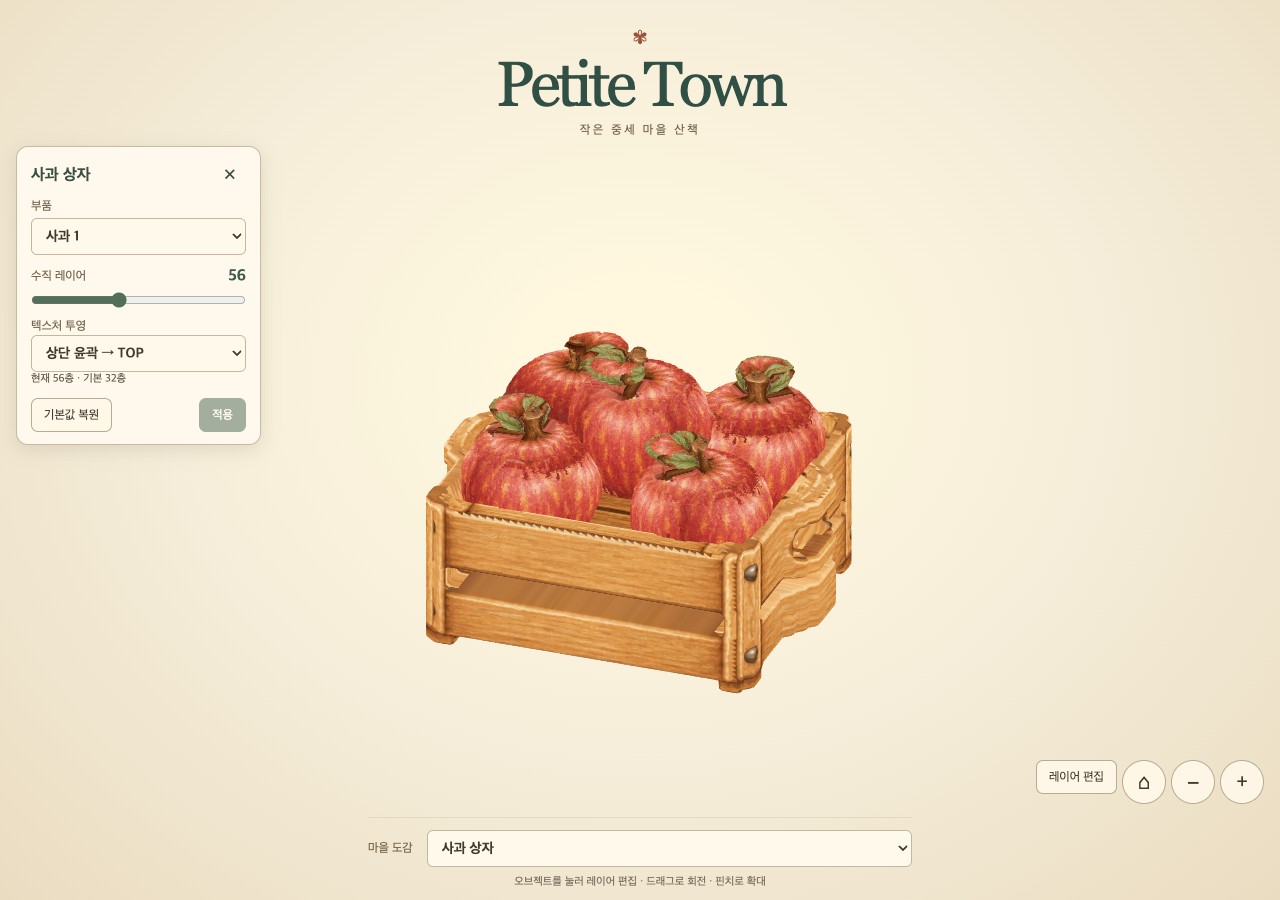 Petite Town
작은 중세 마을 산책
사과 상자 ✕
부품
사과 1
수직 레이어 56
텍스처 투영
상단 윤곽 → TOP
현재 56층 · 기본 32층
기본값 복원 적용
레이어 편집 ⌂ − +
마을 도감 사과 상자
오브젝트를 눌러 레이어 편집 · 드래그로 회전 · 핀치로 확대